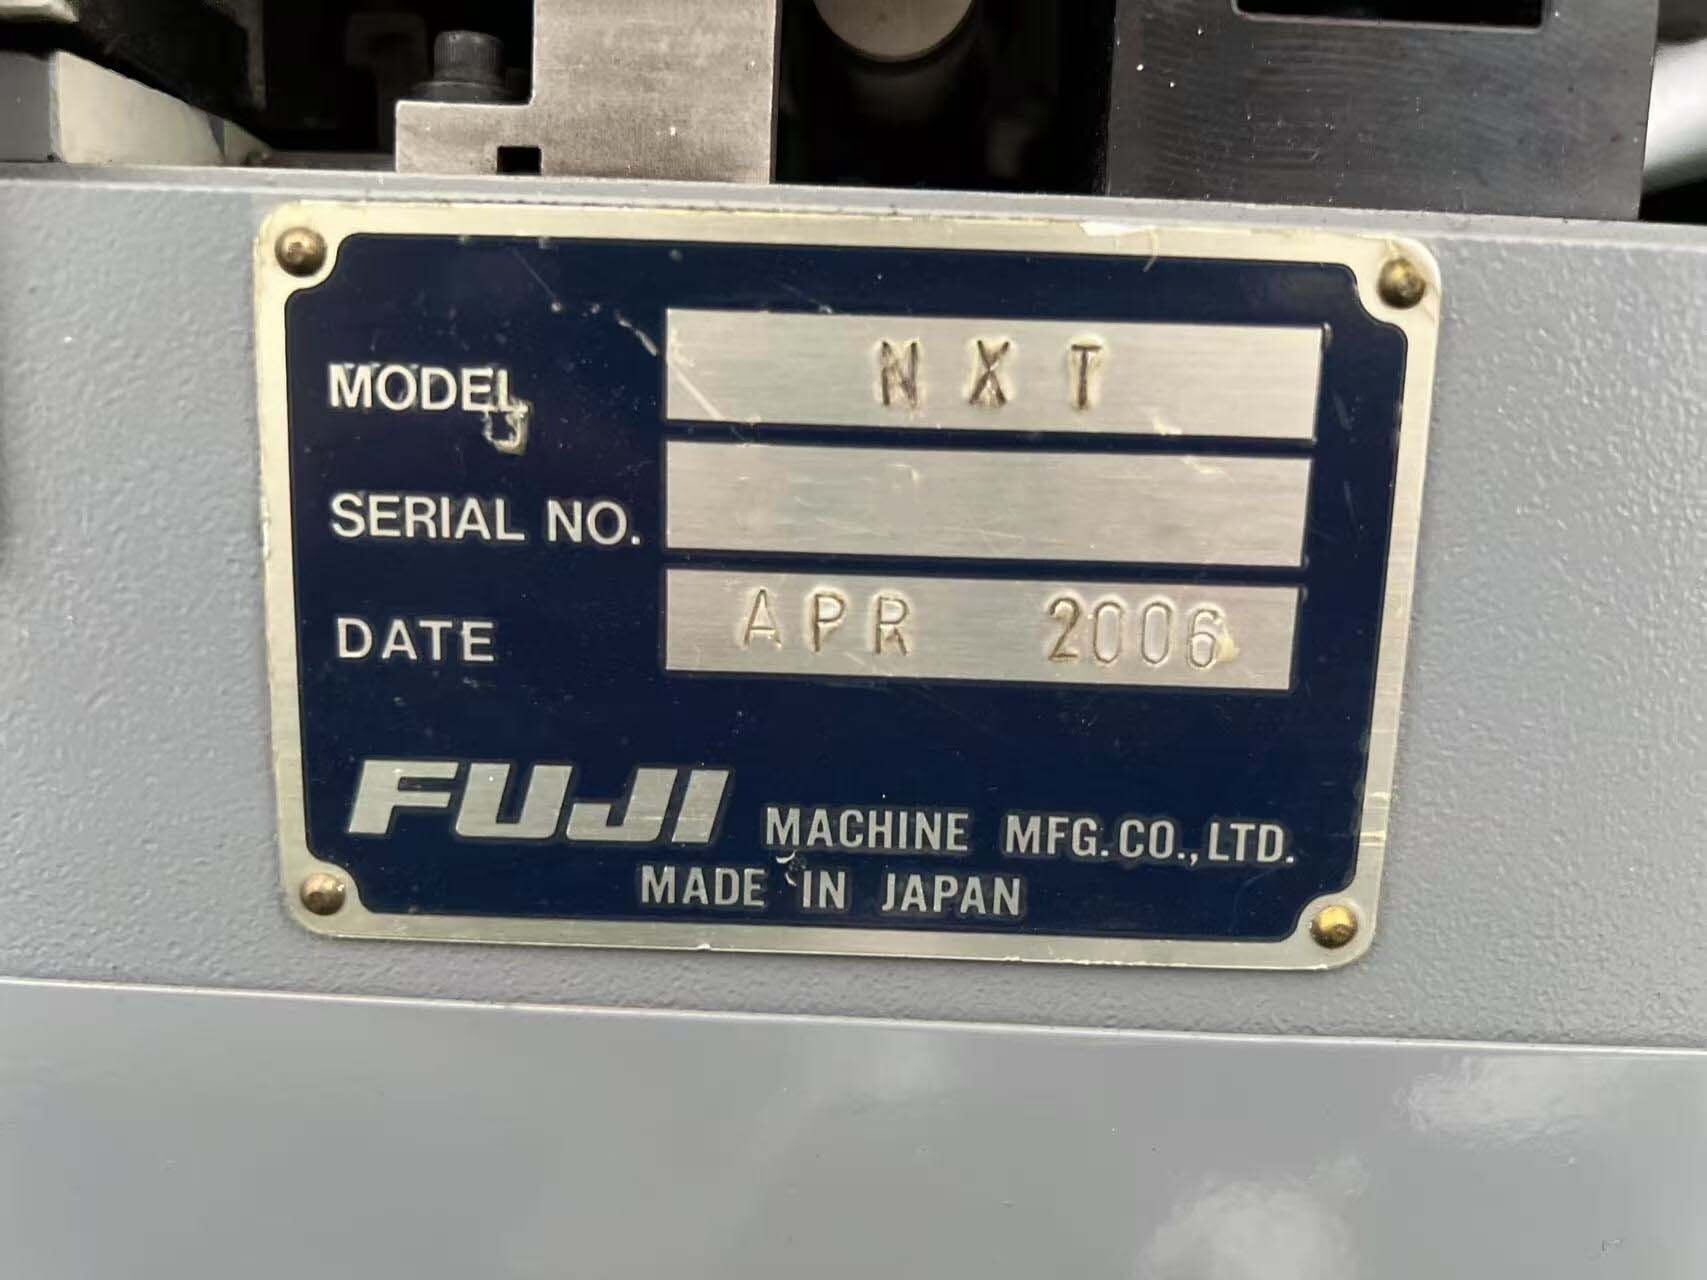 MODEL NXT
SERIAL NO.
DATE APR 2006
FUJI MACHINE MFG. CO., LTD.
MADE IN JAPAN